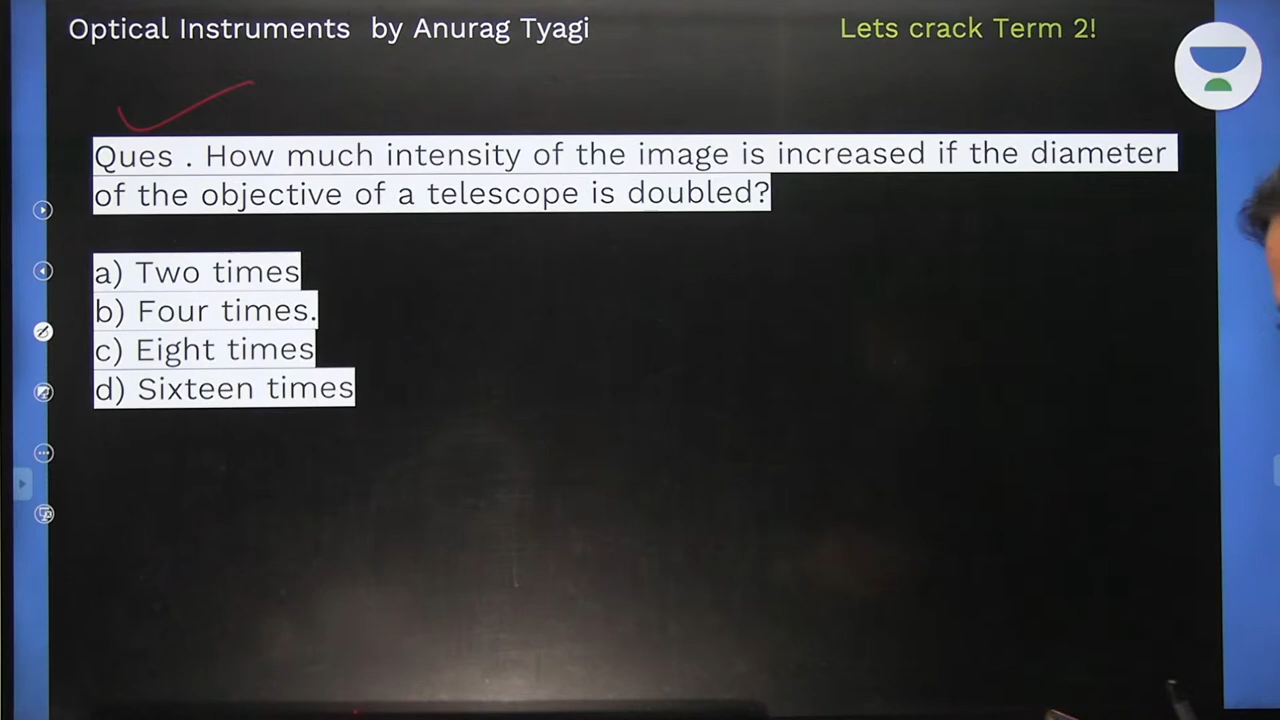 Optical Instruments by Anurag Tyagi
Lets crack Term 2!
Ques . How much intensity of the image is increased if the diameter
of the objective of a telescope is doubled?
a) Two times
b) Four times.
c) Eight times
d) Sixteen times